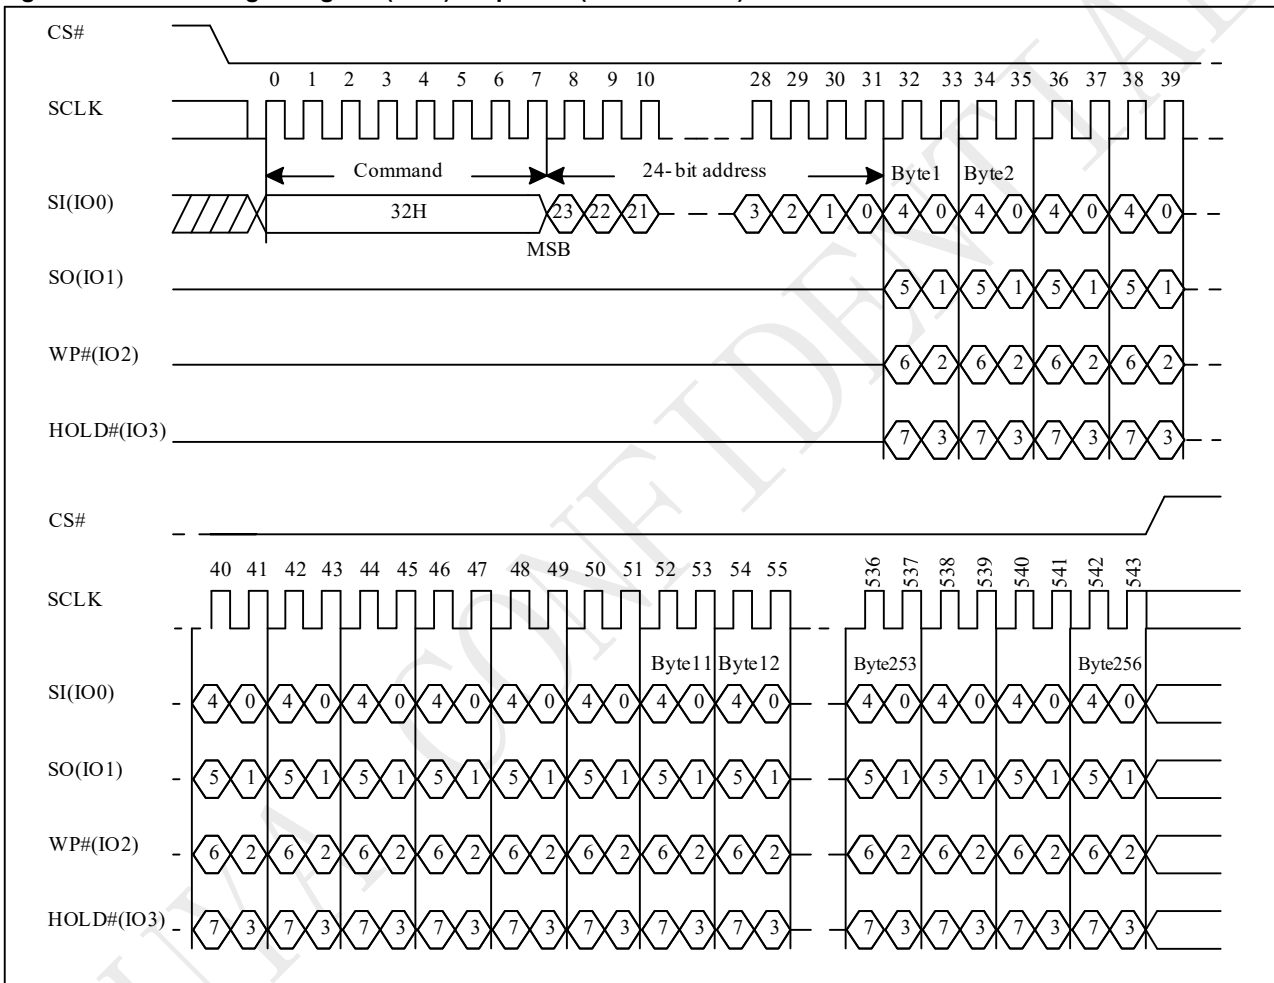 CS#
0 1 2 3 4 5 6 7 8 9 10 28 29 30 31 32 33 34 35 36 37 38 39
SCLK
Command 24-bit address Byte1 Byte2
SI(IO0) 32H 23 22 21 3 2 1 0 4 0 4 0 4 0 4 0
MSB
SO(IO1) 5 1 5 1 5 1 5 1
WP#(IO2) 6 2 6 2 6 2 6 2
HOLD#(IO3) 7 3 7 3 7 3 7 3
CS#
40 41 42 43 44 45 46 47 48 49 50 51 52 53 54 55 536 537 538 539 540 541 542 543
SCLK
Byte11 Byte12 Byte253 Byte256
SI(IO0) 4 0 4 0 4 0 4 0 4 0 4 0 4 0 4 0 4 0 4 0 4 0 4 0
SO(IO1) 5 1 5 1 5 1 5 1 5 1 5 1 5 1 5 1 5 1 5 1 5 1 5 1
WP#(IO2) 6 2 6 2 6 2 6 2 6 2 6 2 6 2 6 2 6 2 6 2 6 2 6 2
HOLD#(IO3) 7 3 7 3 7 3 7 3 7 3 7 3 7 3 7 3 7 3 7 3 7 3 7 3
UYA CONFIDENTIAL